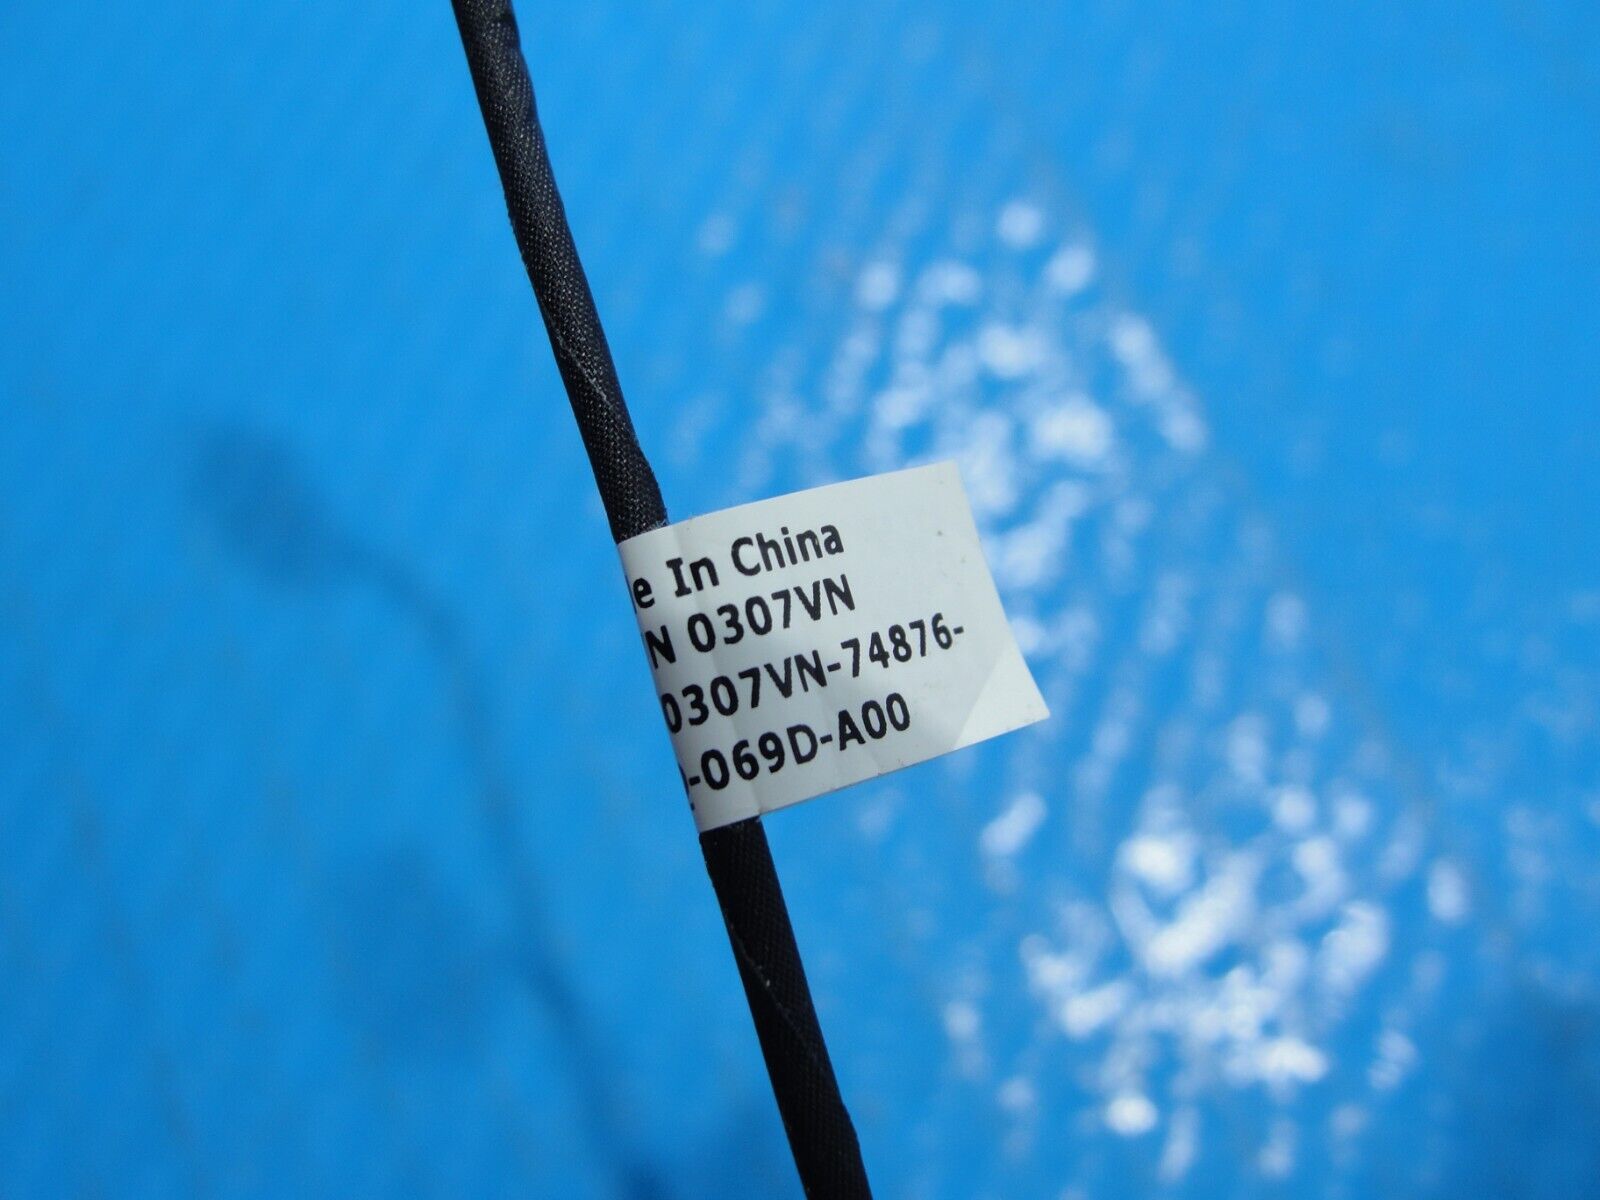 e In China
N 0307VN
0307VN-74876-
-069D-A00